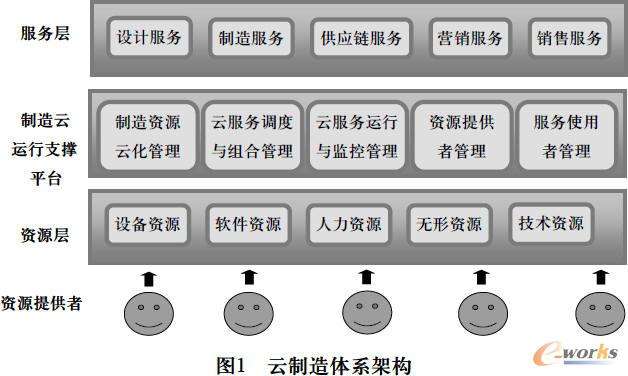 服务层
设计服务
制造服务
供应链服务
营销服务
销售服务
制造云
运行支撑
平台
制造资源
云化管理
云服务调度
与组合管理
云服务运行
与监控管理
资源提供
者管理
服务使用
者管理
资源层
设备资源
软件资源
人力资源
无形资源
技术资源
资源提供者
e-works
图1 云制造体系架构